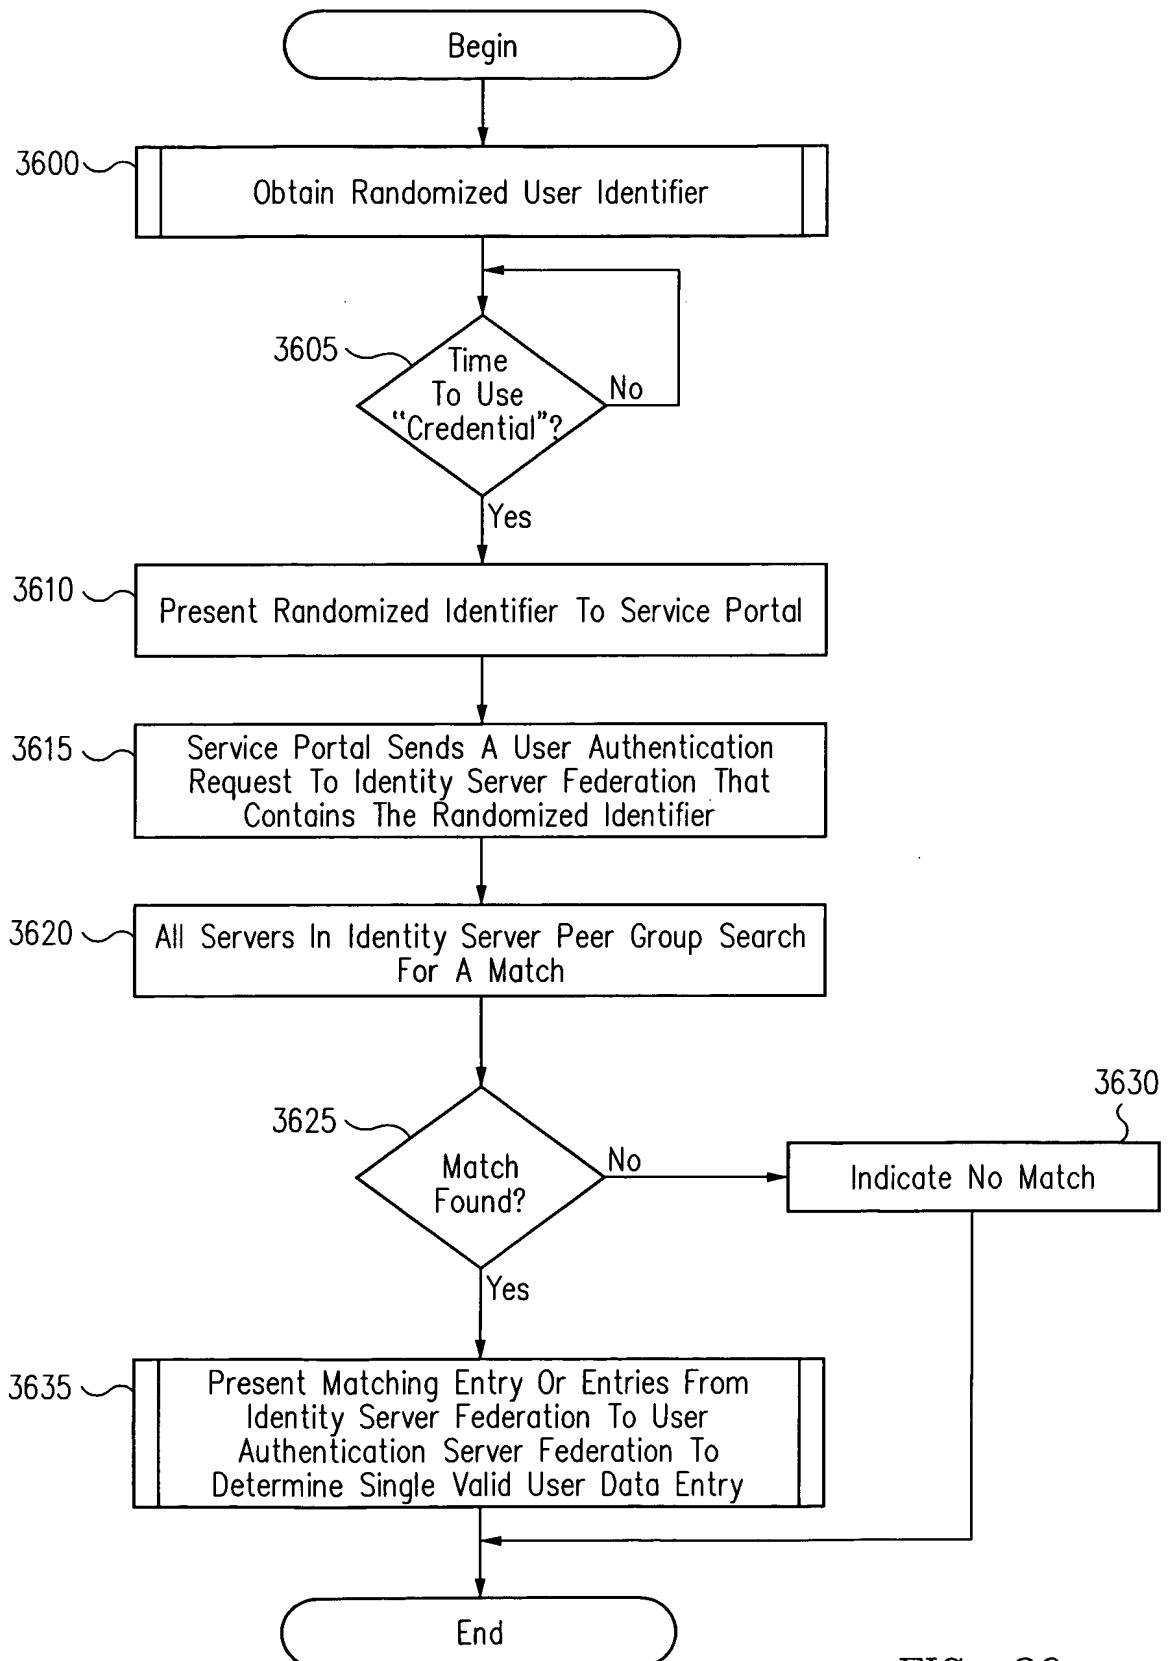 Begin
3600
Obtain Randomized User Identifier
3605
Time
To Use
"Credential"?
No
Yes
3610
Present Randomized Identifier To Service Portal
3615
Service Portal Sends A User Authentication
Request To Identity Server Federation That
Contains The Randomized Identifier
3620
All Servers In Identity Server Peer Group Search
For A Match
3625
Match
Found?
No
3630
Indicate No Match
Yes
3635
Present Matching Entry Or Entries From
Identity Server Federation To User
Authentication Server Federation To
Determine Single Valid User Data Entry
End